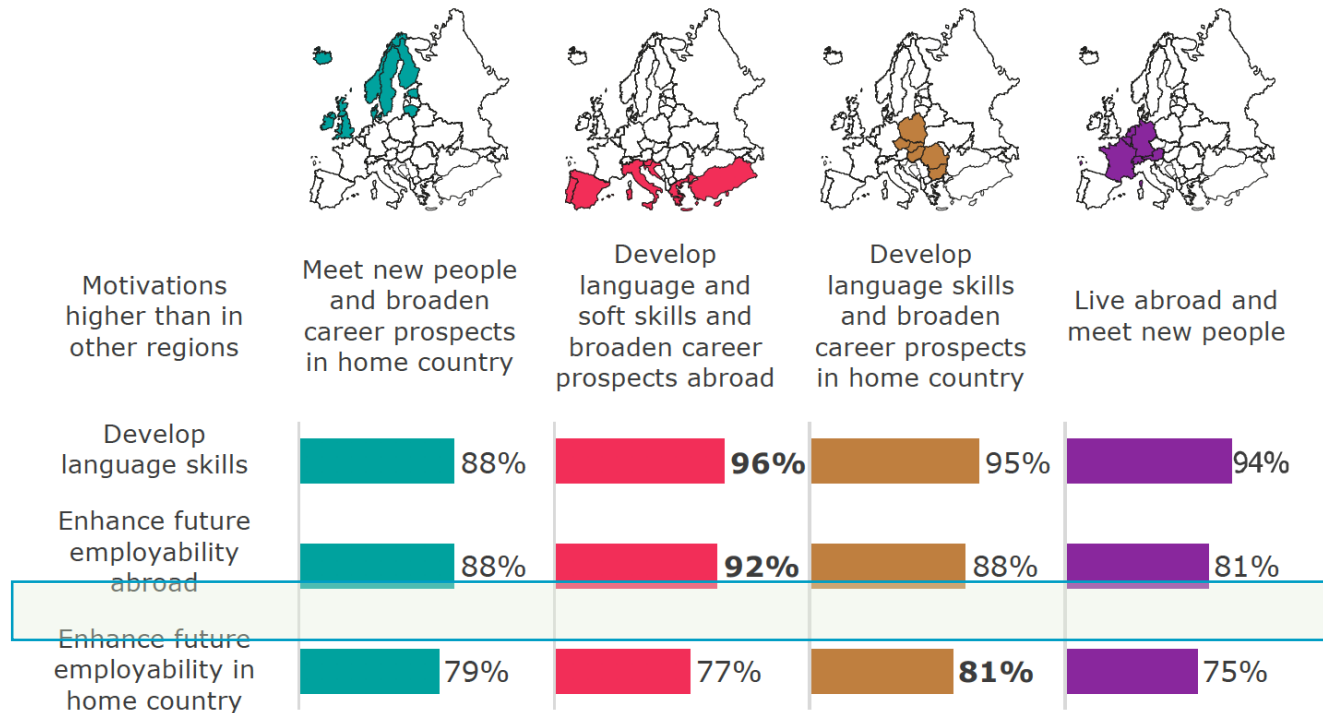 Motivations
higher than in
other regions
Meet new people
and broaden
career prospects
in home country
Develop
language and
soft skills and
broaden career
prospects abroad
Develop
language skills
and broaden
career prospects
in home country
Live abroad and
meet new people
Develop
language skills
88%
96%
95%
94%
Enhance future
employability
abroad
88%
92%
88%
81%
Enhance future
employability in
home country
79%
77%
81%
75%